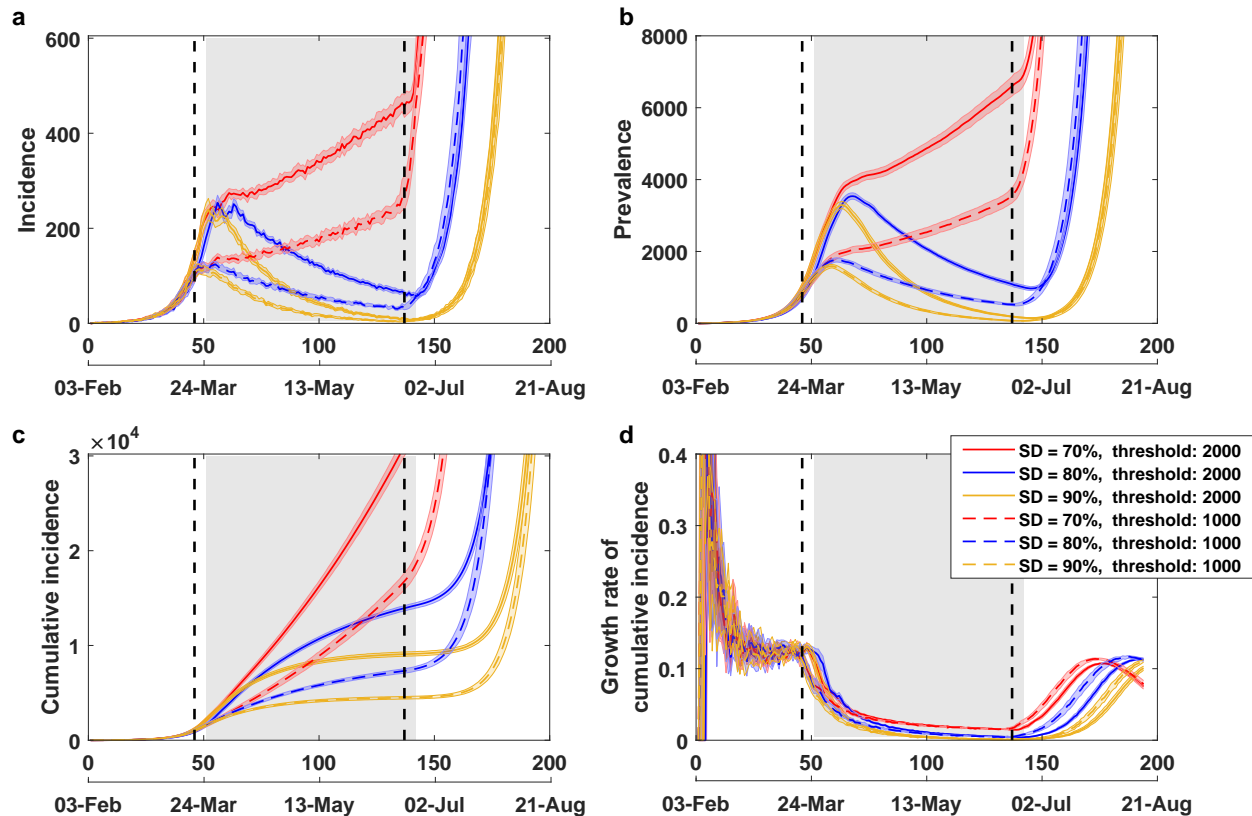 a
Incidence
600
400
200
0
0 50 100 150 200
03-Feb 24-Mar 13-May 02-Jul 21-Aug
b
Prevalence
8000
6000
4000
2000
0
0 50 100 150 200
03-Feb 24-Mar 13-May 02-Jul 21-Aug
c
×10⁴
Cumulative incidence
3
2
1
0
0 50 100 150 200
03-Feb 24-Mar 13-May 02-Jul 21-Aug
d
Growth rate of
cumulative incidence
0.4
0.3
0.2
0.1
0
0 50 100 150 200
03-Feb 24-Mar 13-May 02-Jul 21-Aug
SD = 70%, threshold: 2000
SD = 80%, threshold: 2000
SD = 90%, threshold: 2000
SD = 70%, threshold: 1000
SD = 80%, threshold: 1000
SD = 90%, threshold: 1000